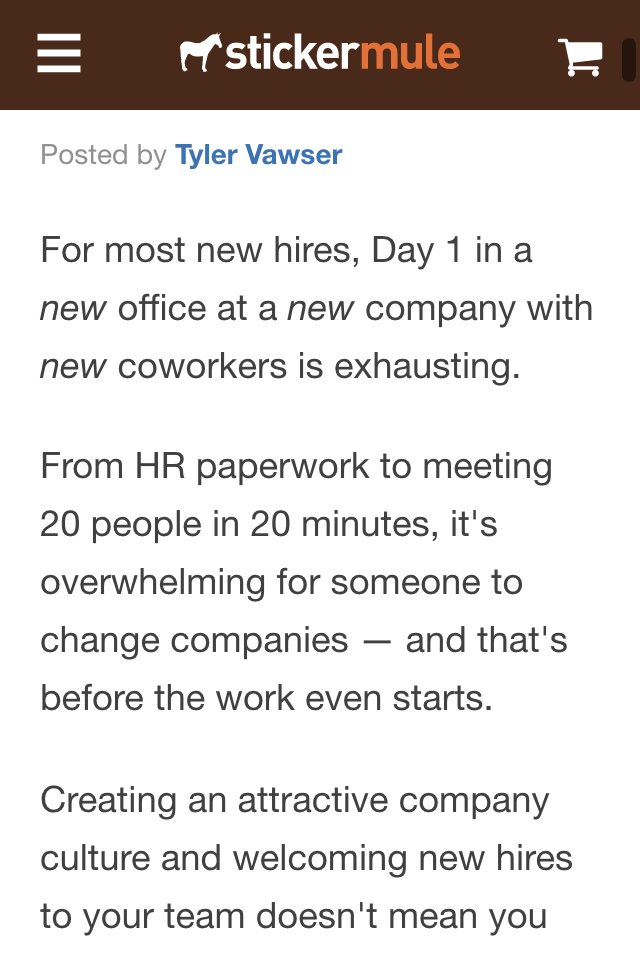 stickermule
Posted by Tyler Vawser
For most new hires, Day 1 in a
new office at a new company with
new coworkers is exhausting.
From HR paperwork to meeting
20 people in 20 minutes, it's
overwhelming for someone to
change companies — and that's
before the work even starts.
Creating an attractive company
culture and welcoming new hires
to your team doesn't mean you